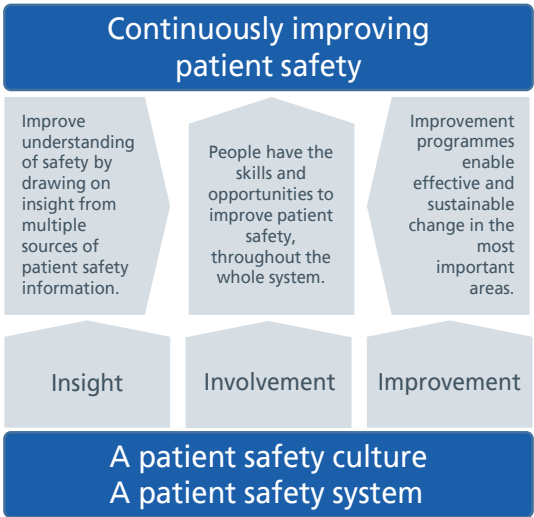 Continuously improving
patient safety
Improve
understanding
of safety by
drawing on
insight from
multiple
sources of
patient safety
information.
People have the
skills and
opportunities to
improve patient
safety,
throughout the
whole system.
Improvement
programmes
enable
effective and
sustainable
change in the
most
important
areas.
Insight
Involvement
Improvement
A patient safety culture
A patient safety system